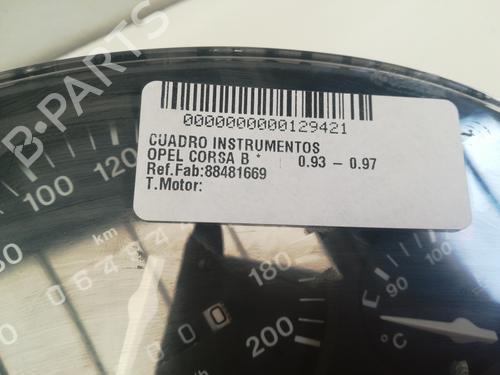 B-PARTS
0000000000129421
CUADRO INSTRUMENTOS
OPEL CORSA B * 0.93 – 0.97
Ref.Fab:88481669
T.Motor:
100
120
km
180
200
90
100
°C